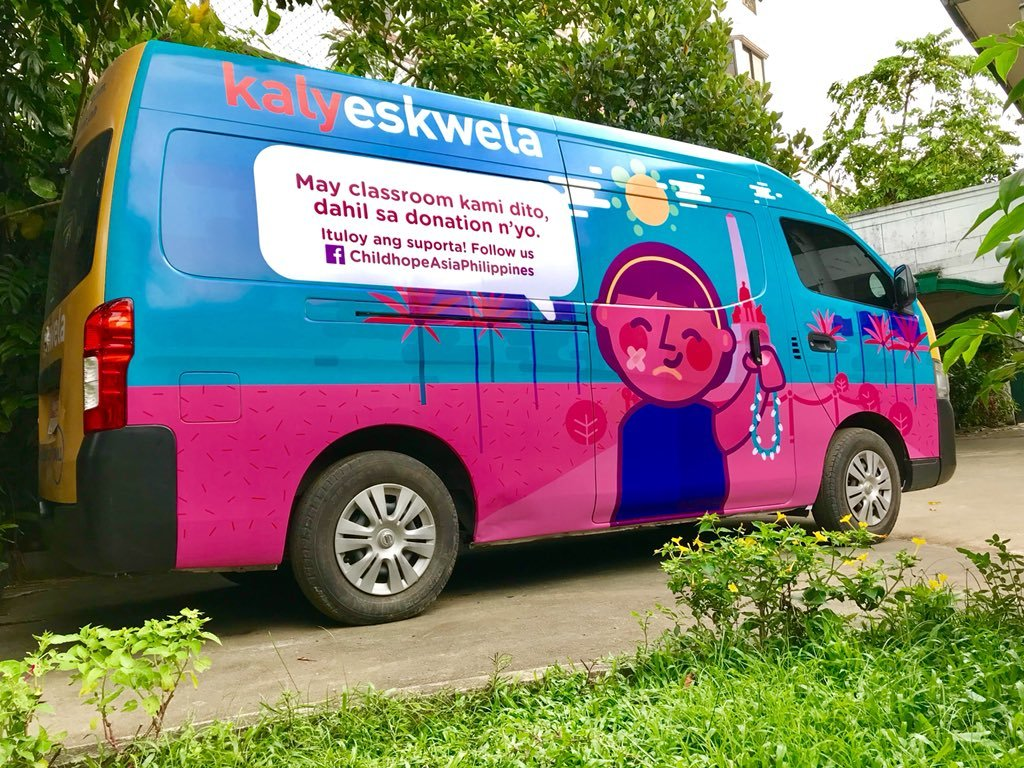 kalyeskwela
May classroom kami dito,
dahil sa donation n'yo.
Ituloy ang suporta! Follow us
ChildhopeAsiaPhilippines